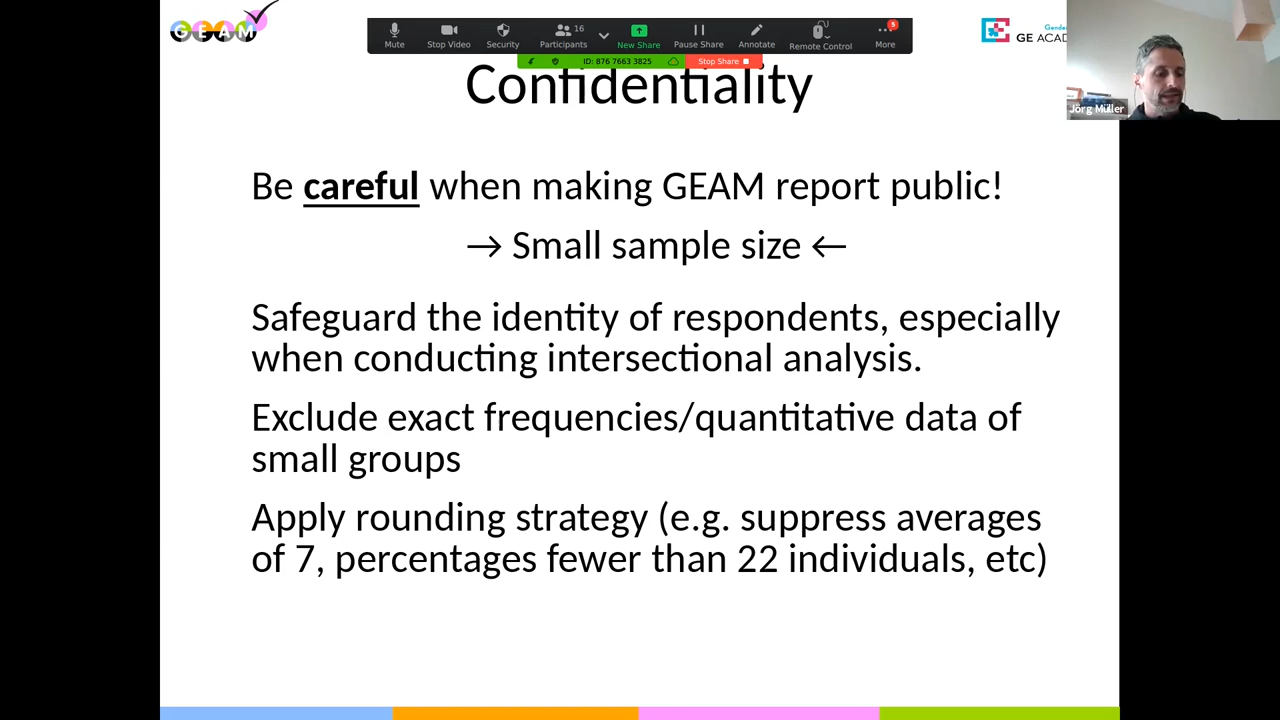 GEAM
Mute
Stop Video
Security
Participants
16
New Share
Pause Share
Annotate
Remote Control
More
5
ID: 876 7663 3825
Stop Share
GE ACAD
Jörg Müller
Confidentiality
Be careful when making GEAM report public!
→ Small sample size ←
Safeguard the identity of respondents, especially
when conducting intersectional analysis.
Exclude exact frequencies/quantitative data of
small groups
Apply rounding strategy (e.g. suppress averages
of 7, percentages fewer than 22 individuals, etc)